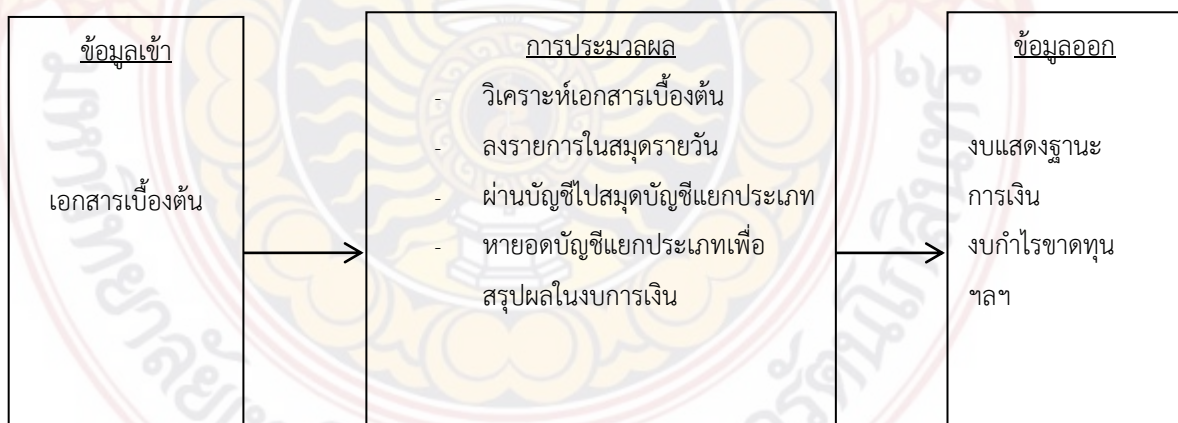 ข้อมูลเข้า
เอกสารเบื้องต้น
การประมวลผล
- วิเคราะห์เอกสารเบื้องต้น
- ลงรายการในสมุดรายวัน
- ผ่านบัญชีไปสมุดบัญชีแยกประเภท
- หายอดบัญชีแยกประเภทเพื่อ
สรุปผลในงบการเงิน
ข้อมูลออก
งบแสดงฐานะ
การเงิน
งบกำไรขาดทุน
ฯลฯ